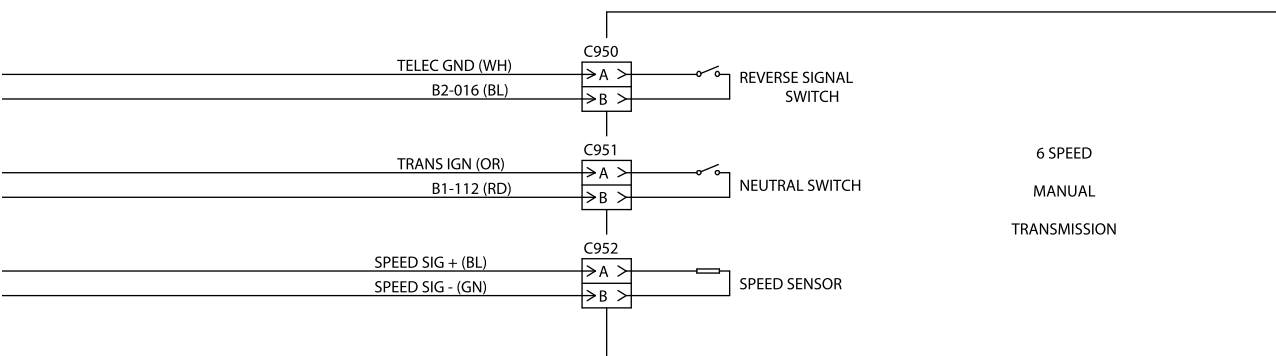 C950
TELEC GND (WH)
A
B2-016 (BL)
B
REVERSE SIGNAL
SWITCH
C951
TRANS IGN (OR)
A
B1-112 (RD)
B
NEUTRAL SWITCH
C952
SPEED SIG + (BL)
A
SPEED SIG - (GN)
B
SPEED SENSOR
6 SPEED
MANUAL
TRANSMISSION